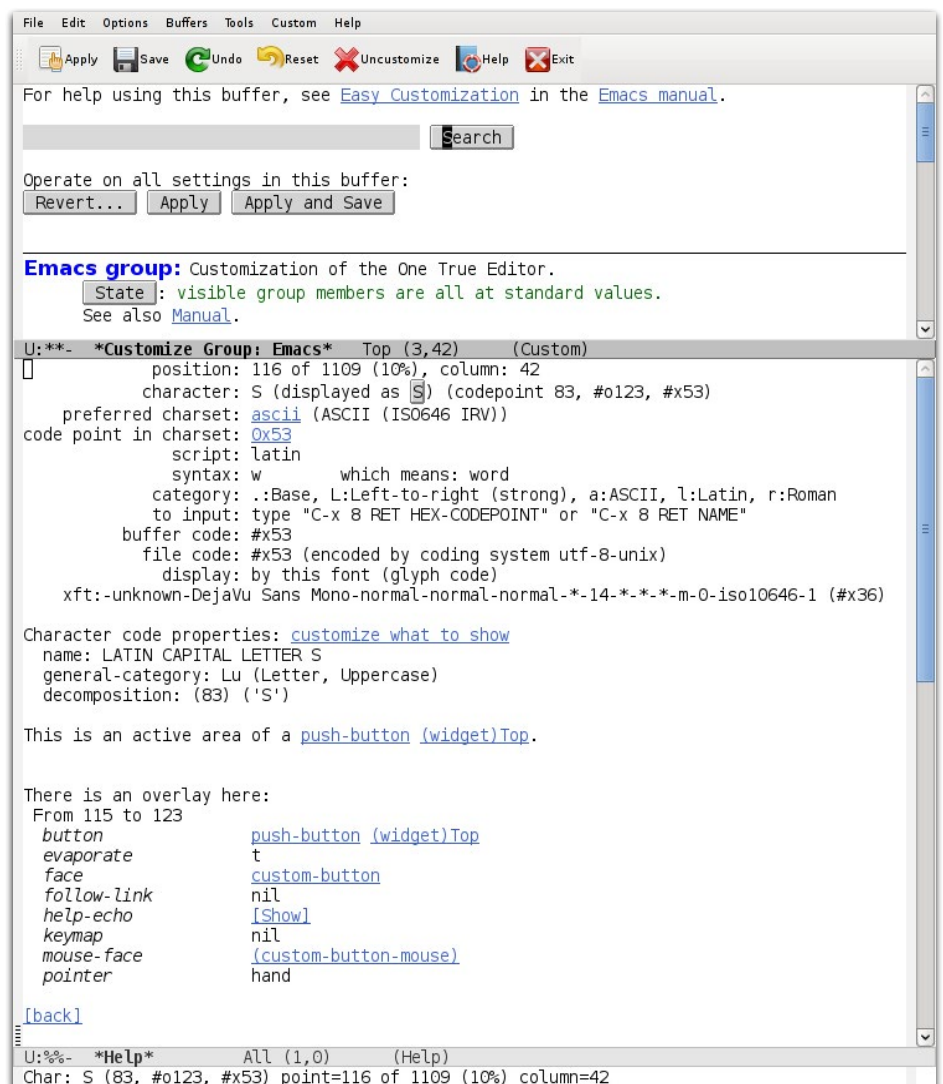 File Edit Options Buffers Tools Custom Help
Apply Save Undo Reset Uncustomize Help Exit
For help using this buffer, see Easy Customization in the Emacs manual.
Search
Operate on all settings in this buffer:
Revert... Apply Apply and Save
Emacs group: Customization of the One True Editor.
State : visible group members are all at standard values.
See also Manual.
U:**- *Customize Group: Emacs* Top (3,42) (Custom)
position: 116 of 1109 (10%), column: 42
character: S (displayed as S) (codepoint 83, #o123, #x53)
preferred charset: ascii (ASCII (ISO646 IRV))
code point in charset: 0x53
script: latin
syntax: w which means: word
category: .:Base, L:Left-to-right (strong), a:ASCII, l:Latin, r:Roman
to input: type "C-x 8 RET HEX-CODEPOINT" or "C-x 8 RET NAME"
buffer code: #x53
file code: #x53 (encoded by coding system utf-8-unix)
display: by this font (glyph code)
xft:-unknown-DejaVu Sans Mono-normal-normal-normal-*-14-*-*-*-m-0-iso10646-1 (#x36)
Character code properties: customize what to show
name: LATIN CAPITAL LETTER S
general-category: Lu (Letter, Uppercase)
decomposition: (83) ('S')
This is an active area of a push-button (widget)Top.
There is an overlay here:
From 115 to 123
button push-button (widget)Top
evaporate t
face custom-button
follow-link nil
help-echo [Show]
keymap nil
mouse-face (custom-button-mouse)
pointer hand
[back]
U:%%- *Help* All (1,0) (Help)
Char: S (83, #o123, #x53) point=116 of 1109 (10%) column=42